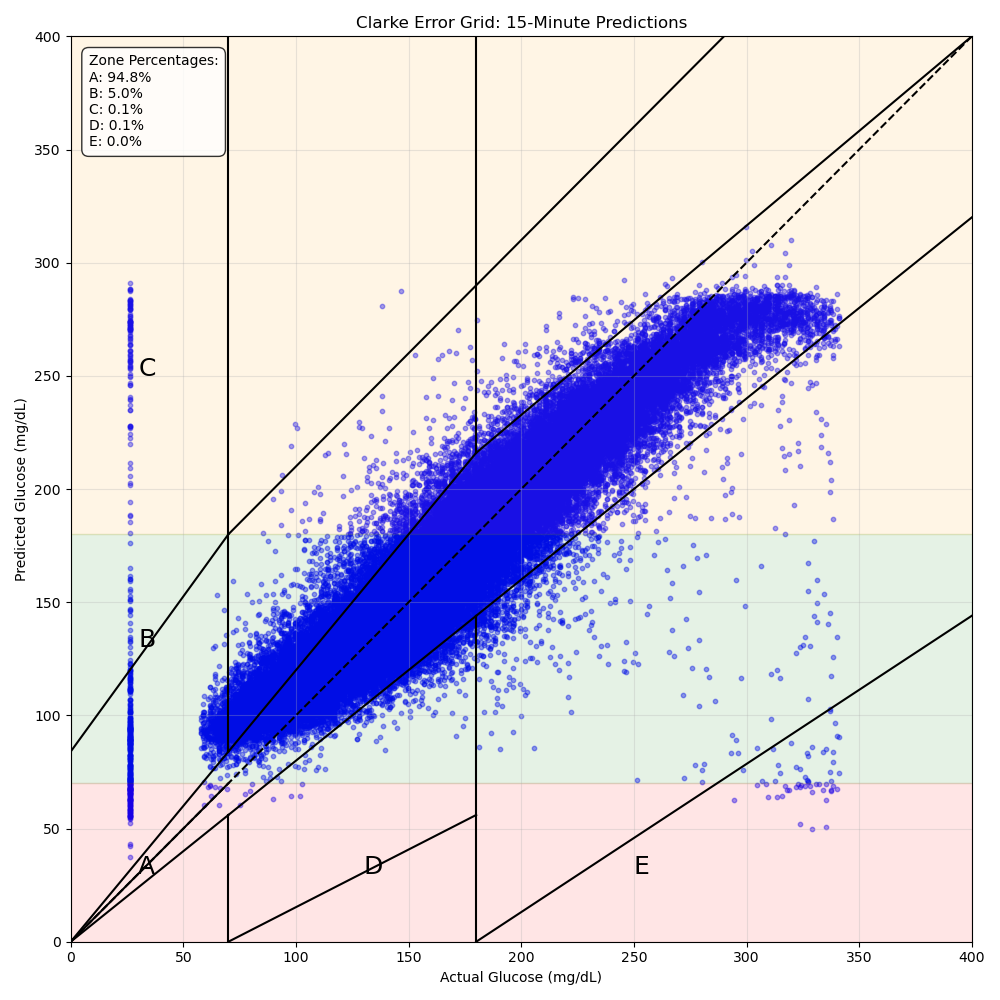 Clarke Error Grid: 15-Minute Predictions
400
350
300
250
200
150
100
50
0
Predicted Glucose (mg/dL)
Zone Percentages:
A: 94.8%
B: 5.0%
C: 0.1%
D: 0.1%
E: 0.0%
C
B
A
D
E
0
50
100
150
200
250
300
350
400
Actual Glucose (mg/dL)